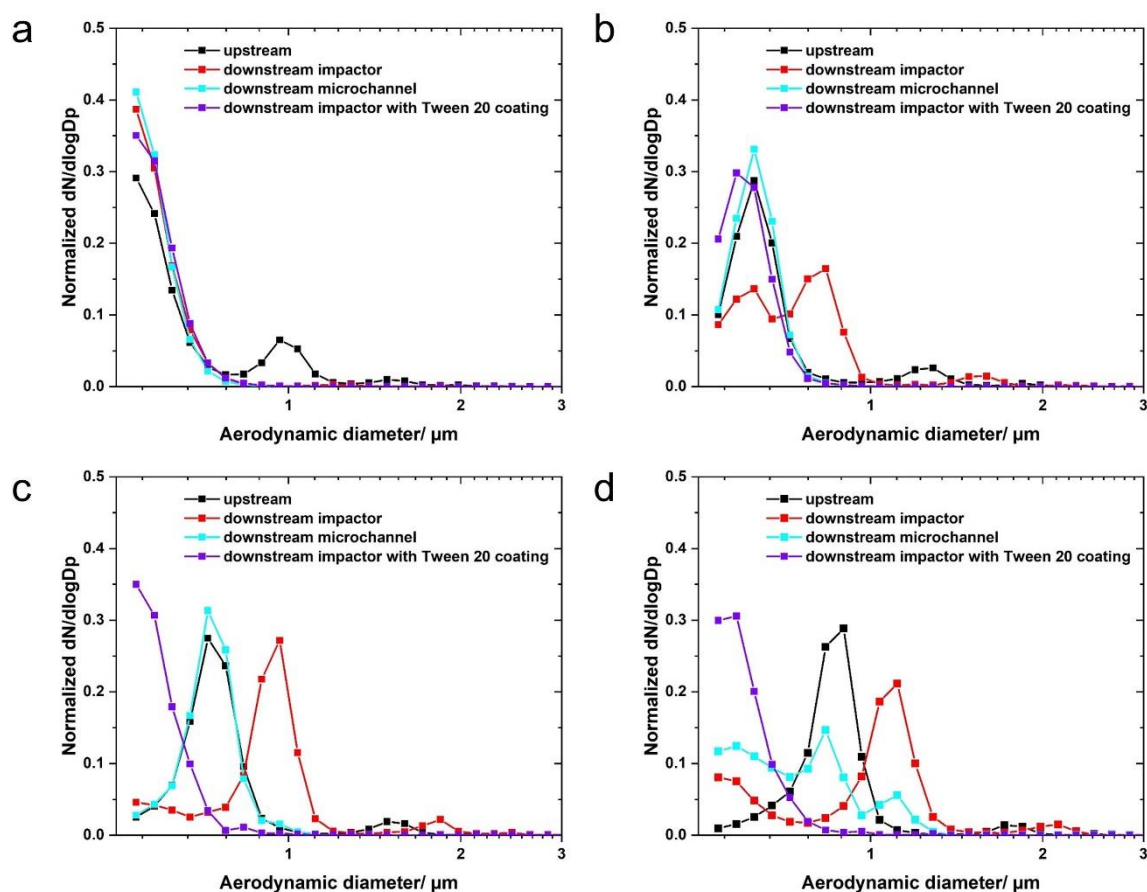 a
0.5
0.4
0.3
0.2
0.1
0.0
Normalized dN/dlogDp
upstream
downstream impactor
downstream microchannel
downstream impactor with Tween 20 coating
1
2
3
Aerodynamic diameter/ μm
b
0.5
0.4
0.3
0.2
0.1
0.0
Normalized dN/dlogDp
upstream
downstream impactor
downstream microchannel
downstream impactor with Tween 20 coating
1
2
3
Aerodynamic diameter/ μm
c
0.5
0.4
0.3
0.2
0.1
0.0
Normalized dN/dlogDp
upstream
downstream impactor
downstream microchannel
downstream impactor with Tween 20 coating
1
2
3
Aerodynamic diameter/ μm
d
0.5
0.4
0.3
0.2
0.1
0.0
Normalized dN/dlogDp
upstream
downstream impactor
downstream microchannel
downstream impactor with Tween 20 coating
1
2
3
Aerodynamic diameter/ μm